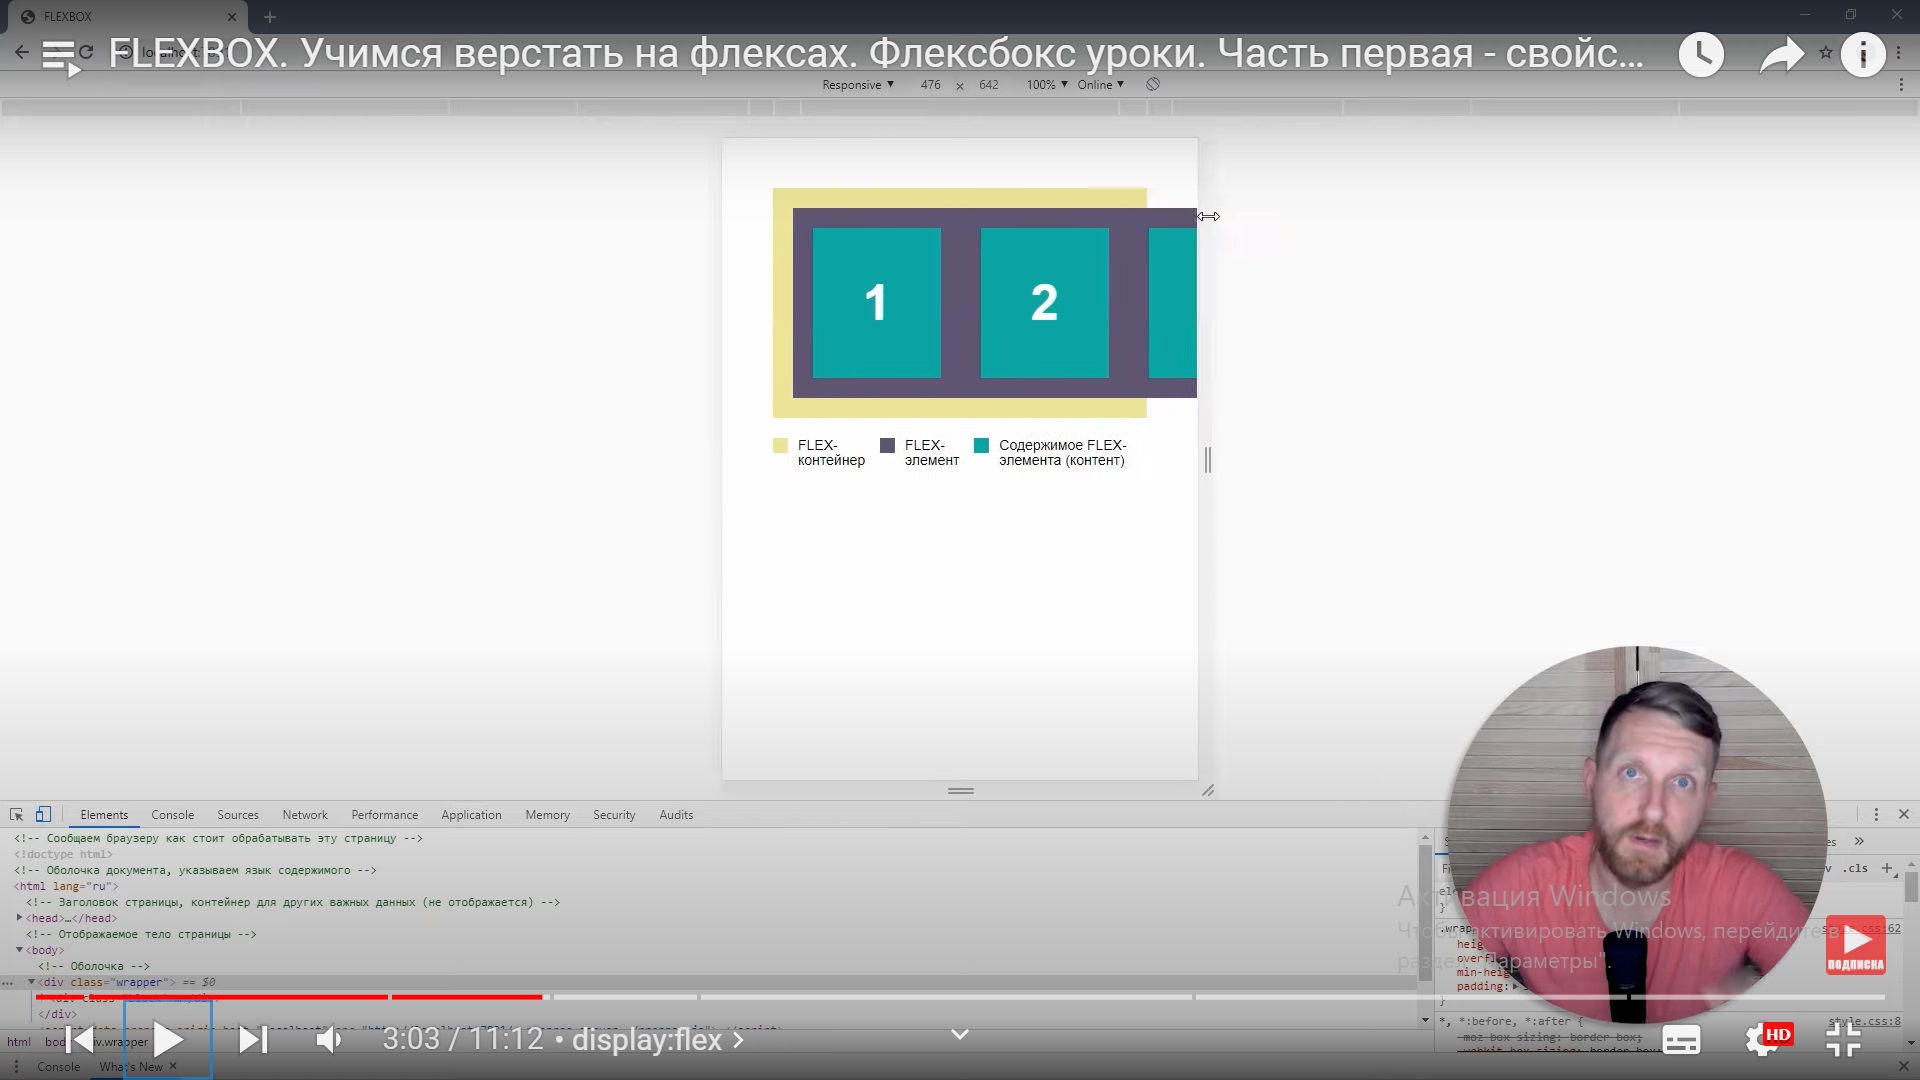 FLEXBOX
FLEXBOX. Учимся верстать на флексах. Флексбокс уроки. Часть первая - свойс...
Responsive 476 x 642 100% Online
1
2
FLEX-контейнер
FLEX-элемент
Содержимое FLEX-элемента (контент)
Elements Console Sources Network Performance Application Memory Security Audits
<!-- Сообщаем браузеру как стоит обрабатывать эту страницу -->
<!doctype html>
<!-- Оболочка документа, указываем язык содержимого -->
<html lang="ru">
<!-- Заголовок страницы, контейнер для других важных данных (не отображается) -->
<head>…</head>
<!-- Отображаемое тело страницы -->
<body>
<!-- Оболочка -->
<div class="wrapper"> == $0
</div>
.cls
}
style.css:62
padding:
}
*, *:before, *:after {
style.css:8
Активация Windows
Чтобы активировать Windows, перейдите в
раздел "Параметры".
ПОДПИСКА
3:03 / 11:12 • display:flex
HD
html body div.wrapper
Console What's New